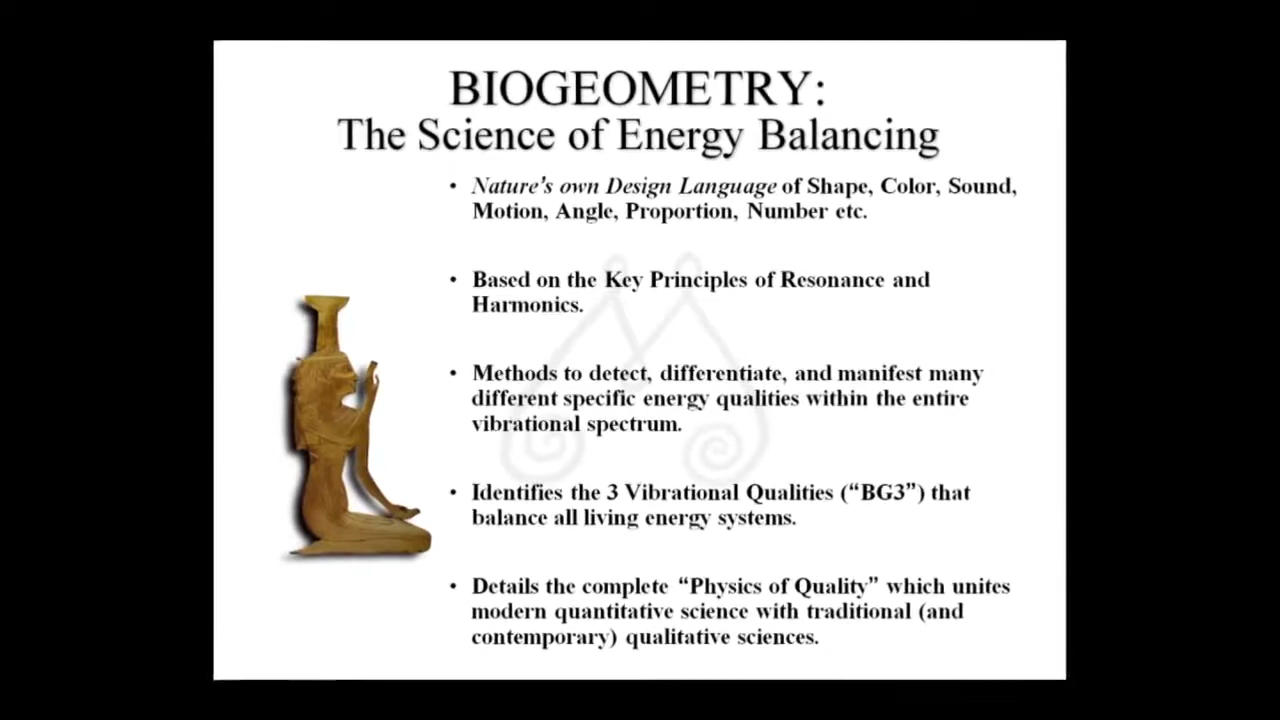 BIOGEOMETRY:
The Science of Energy Balancing
• Nature's own Design Language of Shape, Color, Sound,
Motion, Angle, Proportion, Number etc.
• Based on the Key Principles of Resonance and
Harmonics.
• Methods to detect, differentiate, and manifest many
different specific energy qualities within the entire
vibrational spectrum.
• Identifies the 3 Vibrational Qualities (“BG3”) that
balance all living energy systems.
• Details the complete “Physics of Quality” which unites
modern quantitative science with traditional (and
contemporary) qualitative sciences.